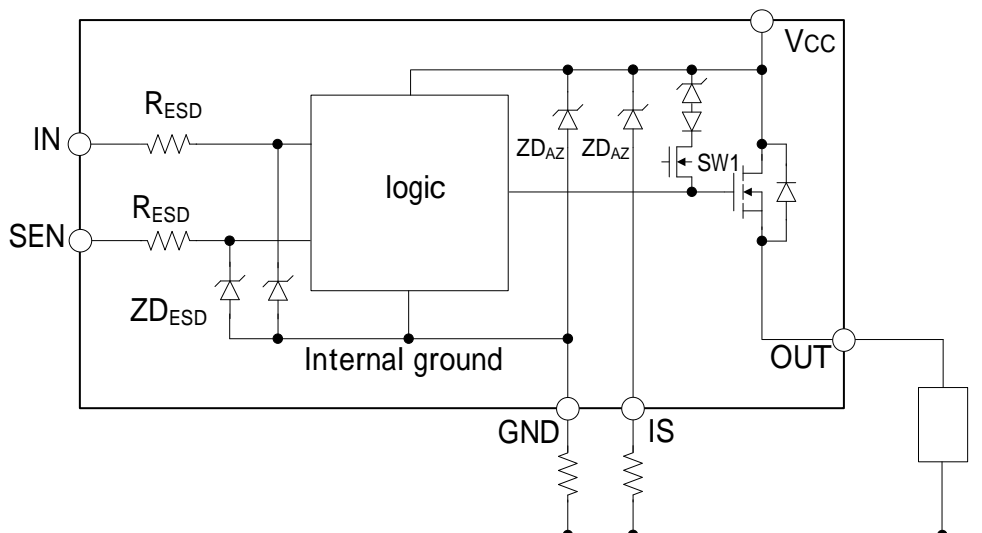 VCC
RESD
IN
ZDAZ
ZDAZ
SW1
logic
RESD
SEN
ZDESD
Internal ground
OUT
GND
IS